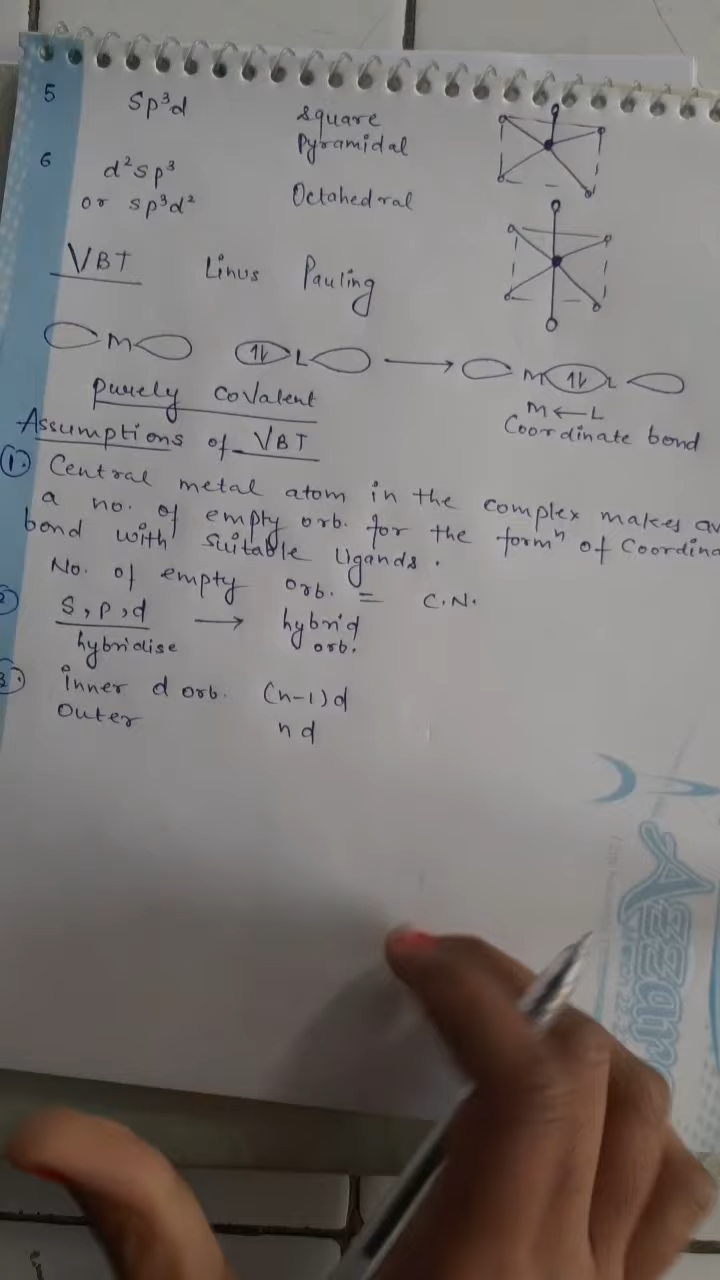 5 Sp³d Square Pyramidal
6 d²sp³ or sp³d² Octahedral
VBT Linus Pauling
M 1↓ L → M 1↓ L
Purely Covalent M ← L
Coordinate bond
Assumptions of VBT
1. Central metal atom in the complex makes
a no. of empty orb. for the formⁿ of
bond with suitable ligands.
No. of empty orb. = C.N.
S, P, d → hybrid orb.
hybridise
3. inner d orb. (n-1)d
Outer nd